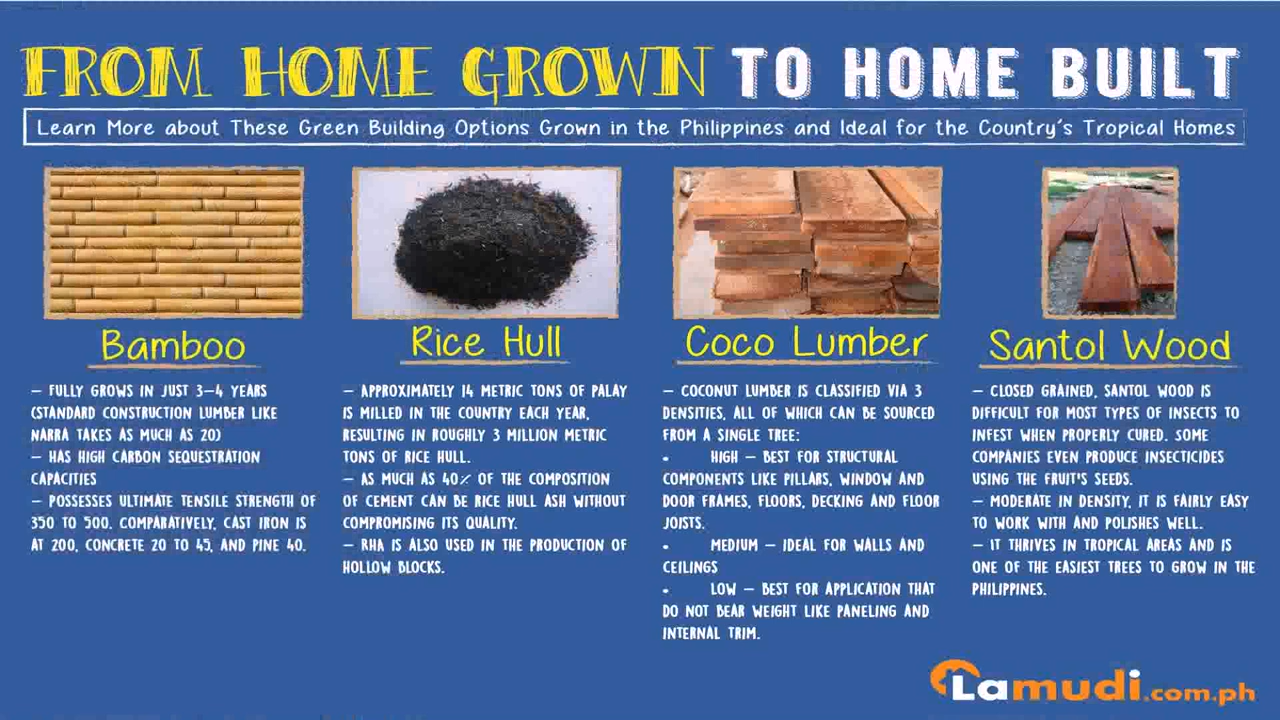 FROM HOME GROWN TO HOME BUILT
Learn More about These Green Building Options Grown in the Philippines and Ideal for the Country's Tropical Homes
Bamboo
– FULLY GROWS IN JUST 3–4 YEARS
(STANDARD CONSTRUCTION LUMBER LIKE
NARRA TAKES AS MUCH AS 20)
– HAS HIGH CARBON SEQUESTRATION
CAPACITIES
– POSSESSES ULTIMATE TENSILE STRENGTH OF
350 TO 500. COMPARATIVELY, CAST IRON IS
AT 200, CONCRETE 20 TO 45, AND PINE 40.
Rice Hull
– APPROXIMATELY 14 METRIC TONS OF PALAY
IS MILLED IN THE COUNTRY EACH YEAR,
RESULTING IN ROUGHLY 3 MILLION METRIC
TONS OF RICE HULL.
– AS MUCH AS 40% OF THE COMPOSITION
OF CEMENT CAN BE RICE HULL ASH WITHOUT
COMPROMISING ITS QUALITY.
– RHA IS ALSO USED IN THE PRODUCTION OF
HOLLOW BLOCKS.
Coco Lumber
– COCONUT LUMBER IS CLASSIFIED VIA 3
DENSITIES, ALL OF WHICH CAN BE SOURCED
FROM A SINGLE TREE:
• HIGH – BEST FOR STRUCTURAL
COMPONENTS LIKE PILLARS, WINDOW AND
DOOR FRAMES, FLOORS, DECKING AND FLOOR
JOISTS.
• MEDIUM – IDEAL FOR WALLS AND
CEILINGS
• LOW – BEST FOR APPLICATION THAT
DO NOT BEAR WEIGHT LIKE PANELING AND
INTERNAL TRIM.
Santol Wood
– CLOSED GRAINED, SANTOL WOOD IS
DIFFICULT FOR MOST TYPES OF INSECTS TO
INFEST WHEN PROPERLY CURED. SOME
COMPANIES EVEN PRODUCE INSECTICIDES
USING THE FRUIT'S SEEDS.
– MODERATE IN DENSITY, IT IS FAIRLY EASY
TO WORK WITH AND POLISHES WELL.
– IT THRIVES IN TROPICAL AREAS AND IS
ONE OF THE EASIEST TREES TO GROW IN THE
PHILIPPINES.
Lamudi.com.ph